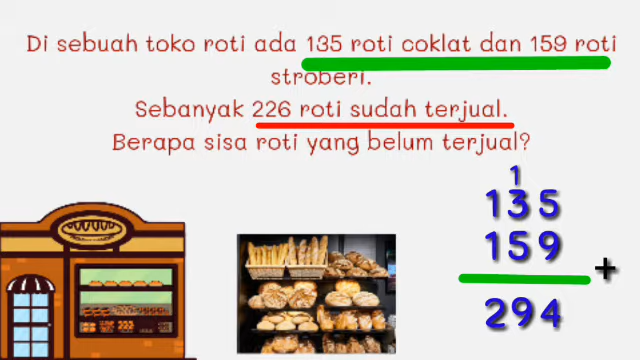 Di sebuah toko roti ada 135 roti coklat dan 159 roti
stroberi.
Sebanyak 226 roti sudah terjual.
Berapa sisa roti yang belum terjual?
1
135
159
+
294